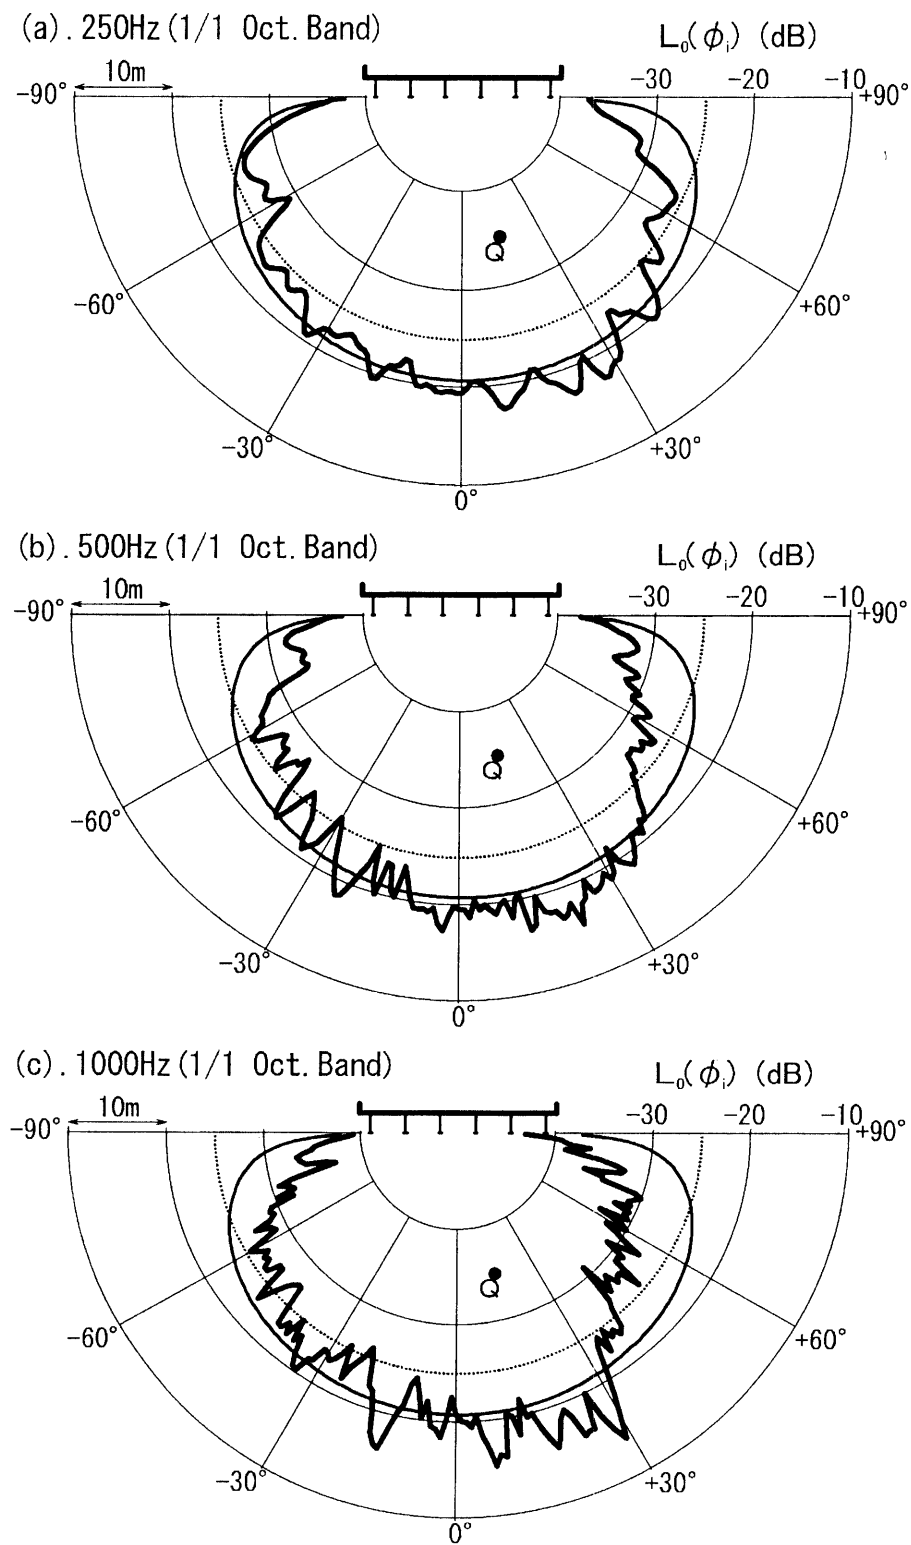 (a). 250Hz (1/1 Oct. Band) L₀(ϕᵢ) (dB)
10m -30 -20 -10
-90° +90°
Q
-60° +60°
-30° +30°
0°
(b). 500Hz (1/1 Oct. Band) L₀(ϕᵢ) (dB)
10m -30 -20 -10
-90° +90°
Q
-60° +60°
-30° +30°
0°
(c). 1000Hz (1/1 Oct. Band) L₀(ϕᵢ) (dB)
10m -30 -20 -10
-90° +90°
Q
-60° +60°
-30° +30°
0°